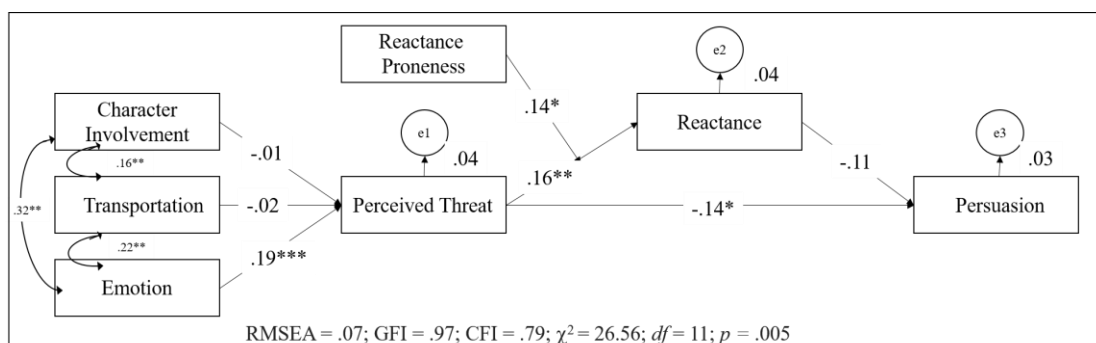 Reactance
Proneness
e2
.04
Reactance
.14*
Character
Involvement
e1
.04
e3
.03
.16**
-.01
.16**
-.11
Transportation
-.02
Perceived Threat
-.14*
Persuasion
.32**
.22**
.19***
Emotion
RMSEA = .07; GFI = .97; CFI = .79; χ² = 26.56; df = 11; p = .005